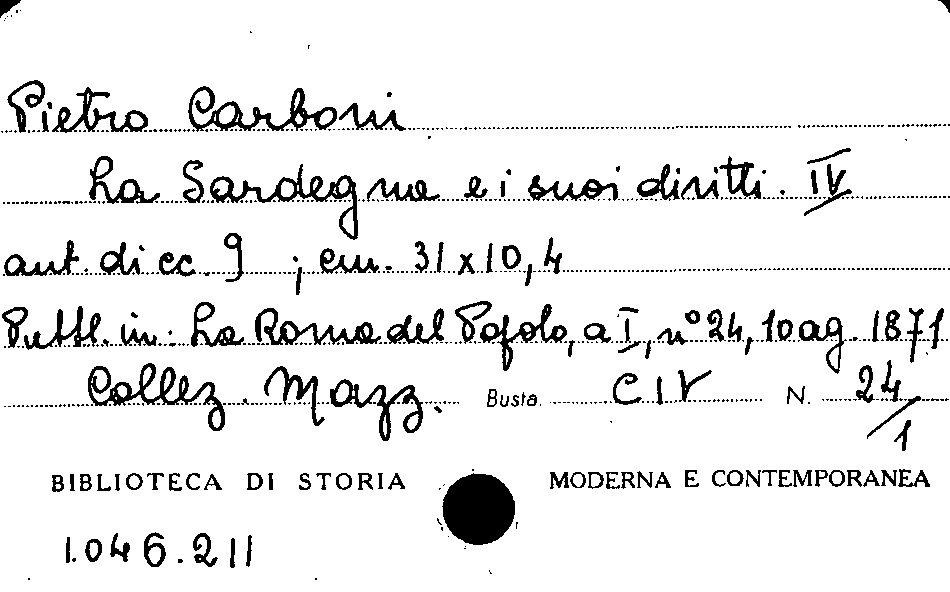 Pietro Carboni
La Sardegna e i suoi diritti. IV
aut. di cc. 9 ; cm. 31 x 10,4
Pubbl. in: La Roma del Popolo, a I, n° 24, 10 ag. 1871
Collez. Mazz. Busta CIV N. 24/1
BIBLIOTECA DI STORIA MODERNA E CONTEMPORANEA
1.046.211